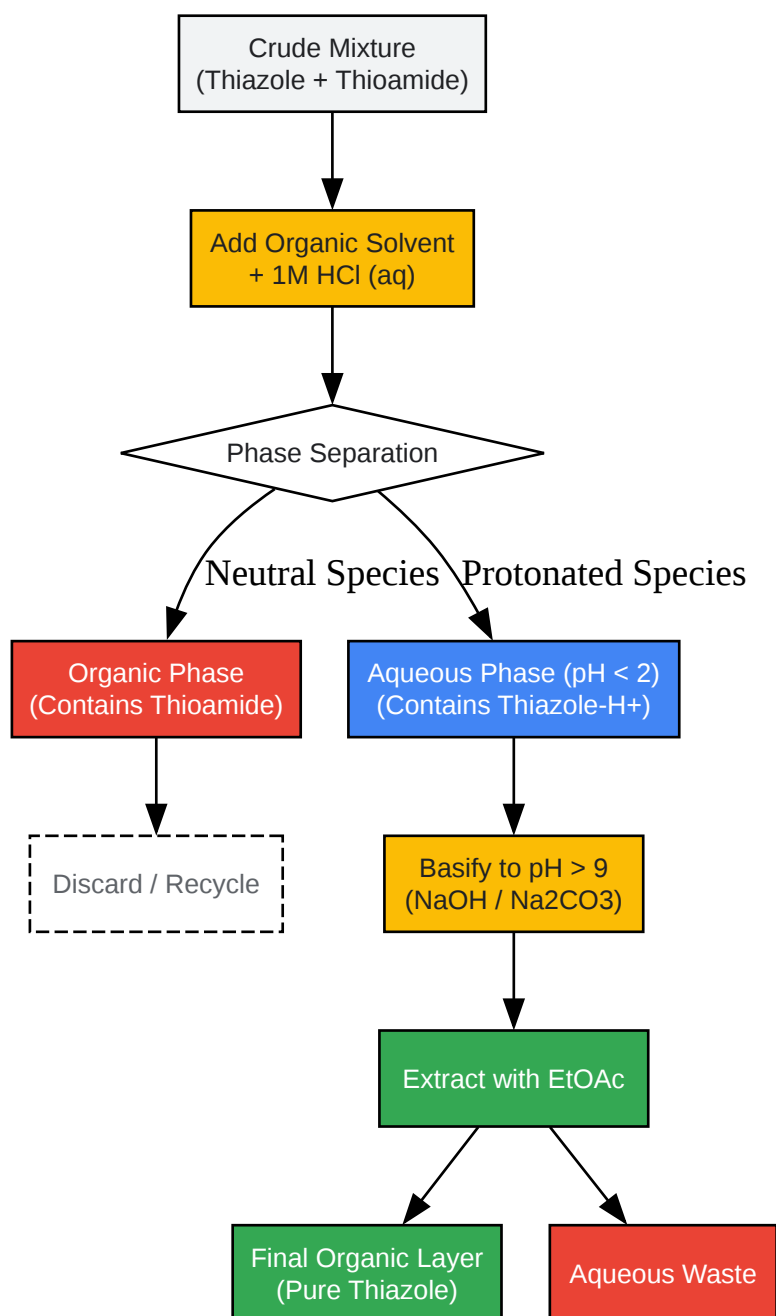 Crude Mixture
(Thiazole + Thioamide)
Add Organic Solvent
+ 1M HCl (aq)
Phase Separation
Neutral Species
Protonated Species
Organic Phase
(Contains Thioamide)
Aqueous Phase (pH < 2)
(Contains Thiazole-H+)
Discard / Recycle
Basify to pH > 9
(NaOH / Na2CO3)
Extract with EtOAc
Final Organic Layer
(Pure Thiazole)
Aqueous Waste